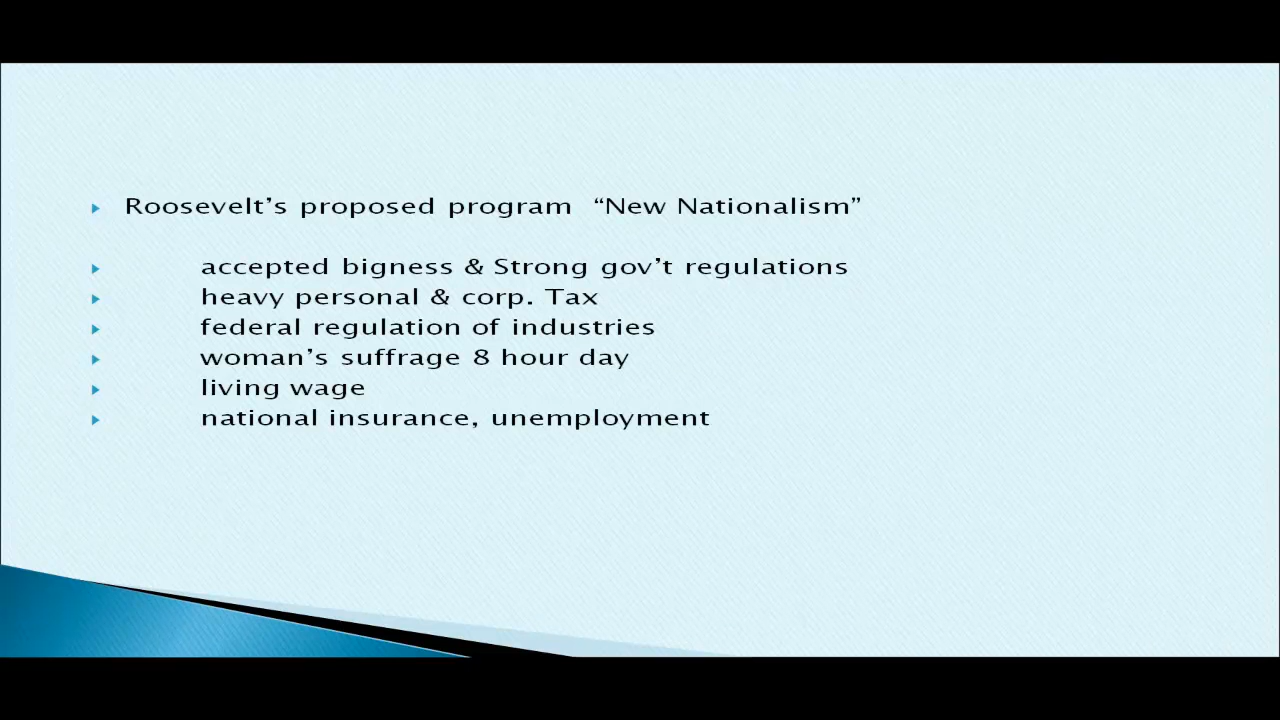 Roosevelt’s proposed program “New Nationalism”
accepted bigness & Strong gov’t regulations
heavy personal & corp. Tax
federal regulation of industries
woman’s suffrage 8 hour day
living wage
national insurance, unemployment